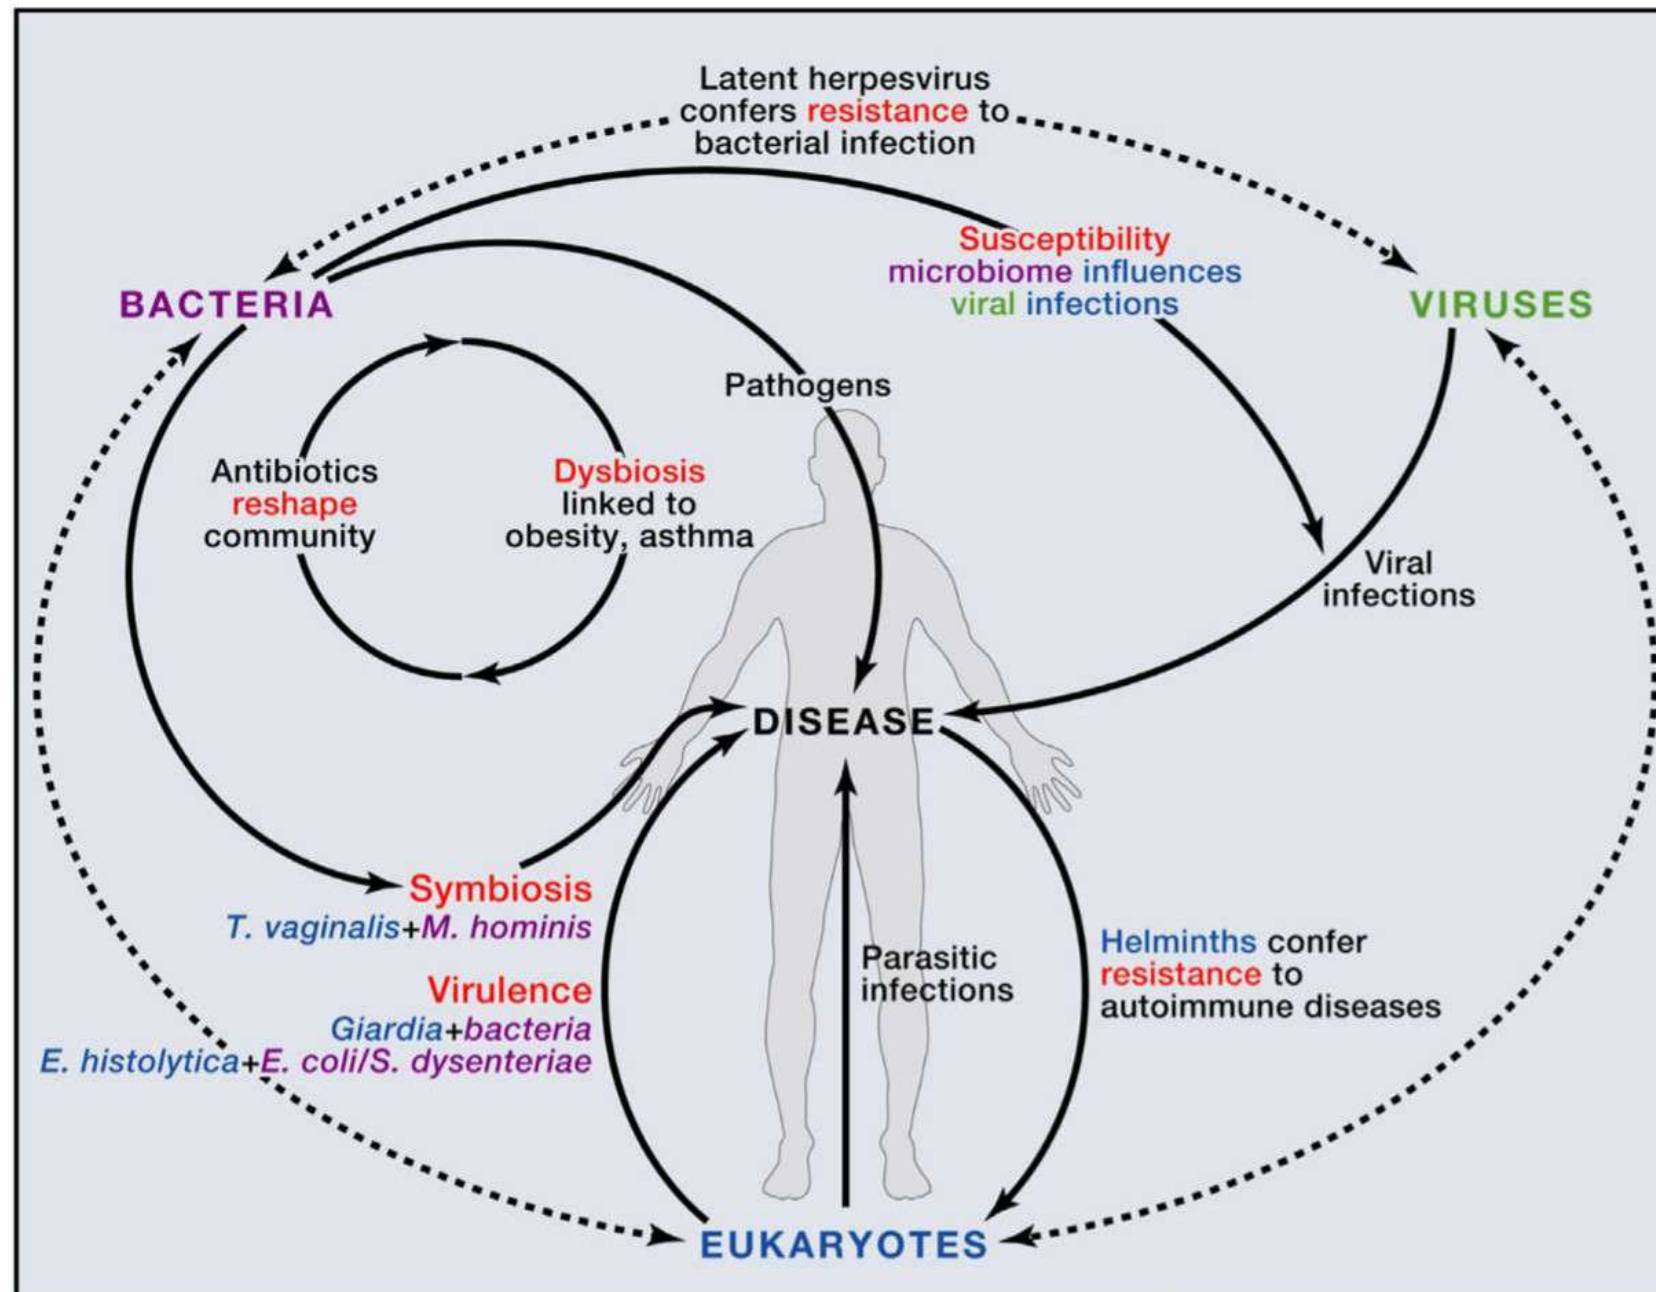 Latent herpesvirus
confers resistance to
bacterial infection
Susceptibility
microbiome influences
viral infections
BACTERIA
VIRUSES
Pathogens
Antibiotics
reshape
community
Dysbiosis
linked to
obesity, asthma
Viral
infections
DISEASE
Symbiosis
T. vaginalis+M. hominis
Virulence
Giardia+bacteria
E. histolytica+E. coli/S. dysenteriae
Parasitic
infections
Helminths confer
resistance to
autoimmune diseases
EUKARYOTES